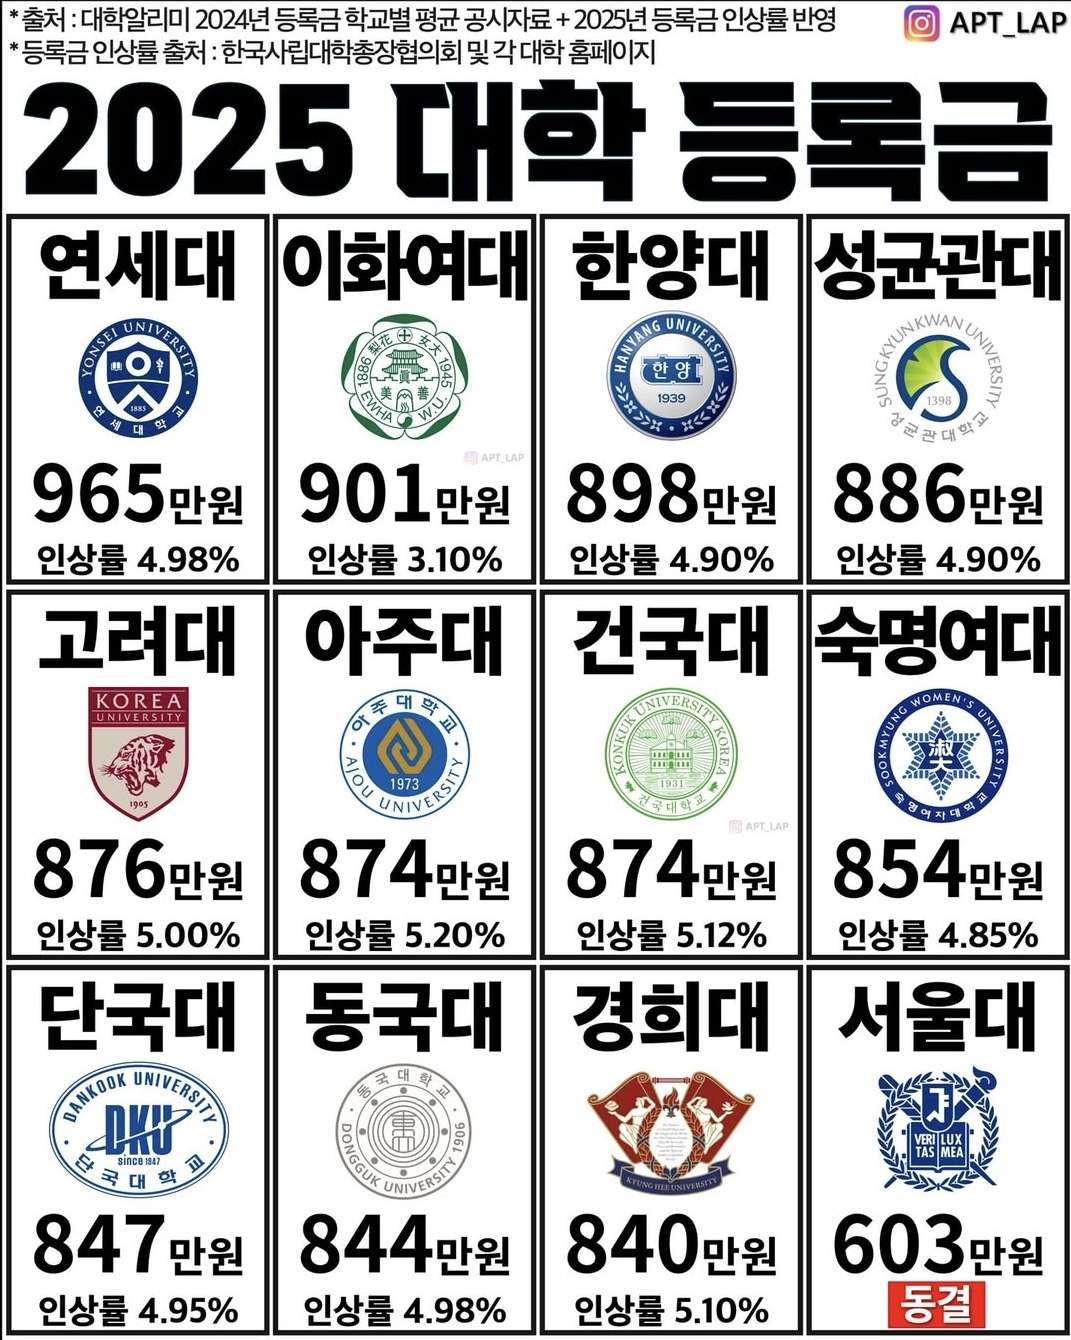 * 출처 : 대학알리미 2024년 등록금 학교별 평균 공시자료 + 2025년 등록금 인상률 반영
APT_LAP
* 등록금 인상률 출처 : 한국사립대학총장협의회 및 각 대학 홈페이지
2025 대학 등록금
연세대
YONSEI UNIVERSITY
1885
연세대학교
965만원
인상률 4.98%
이화여대
梨花 女大
1886 1945
眞
美 善
EWHA W.U.
APT_LAP
901만원
인상률 3.10%
한양대
HANYANG UNIVERSITY
한양
1939
898만원
인상률 4.90%
성균관대
SUNGKYUNKWAN UNIVERSITY
1398
성균관대학교
886만원
인상률 4.90%
고려대
KOREA
UNIVERSITY
1905
876만원
인상률 5.00%
아주대
아주대학교
1973
AJOU UNIVERSITY
874만원
인상률 5.20%
건국대
KONKUK UNIVERSITY KOREA
1931
건국대학교
APT_LAP
874만원
인상률 5.12%
숙명여대
SOOKMYUNG WOMEN'S UNIVERSITY
淑大
숙명여자대학교
854만원
인상률 4.85%
단국대
DANKOOK UNIVERSITY
DKU
since 1947
단국대학교
847만원
인상률 4.95%
동국대
동국대학교
DONGGUK UNIVERSITY 1906
844만원
인상률 4.98%
경희대
KYUNG HEE UNIVERSITY
840만원
인상률 5.10%
서울대
VERI LUX
TAS MEA
603만원
동결